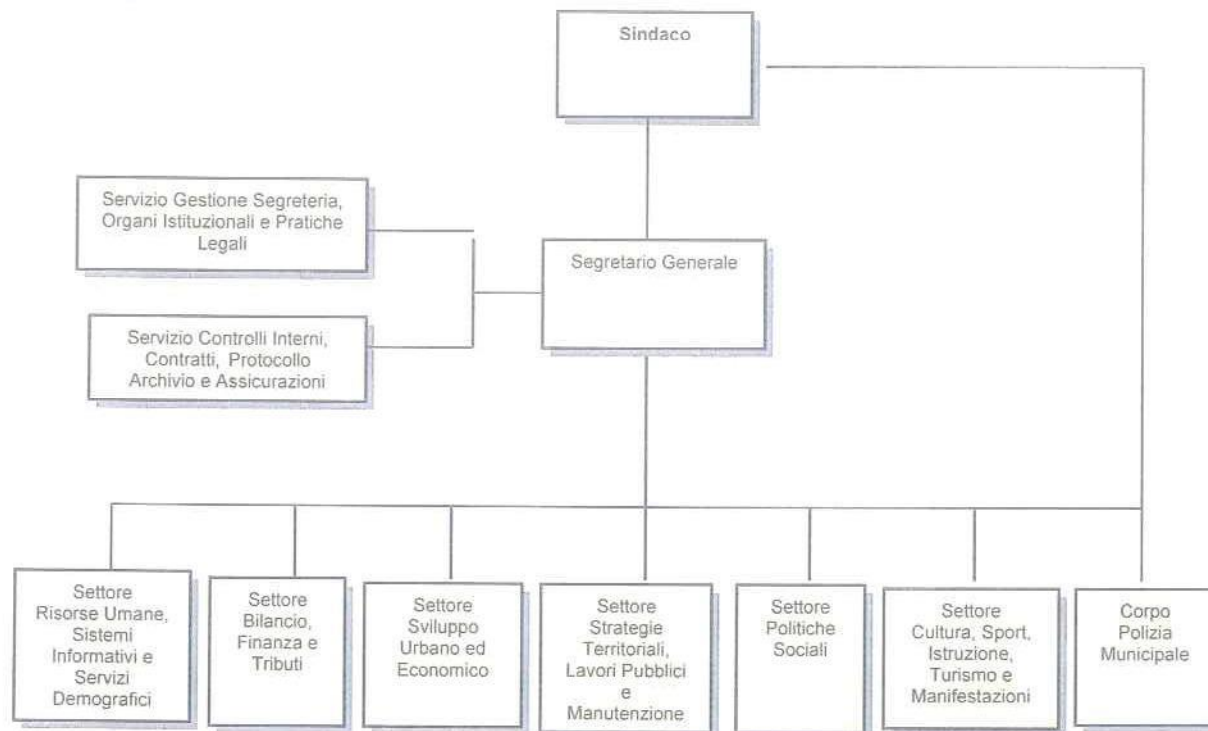 Sindaco
Servizio Gestione Segreteria,
Organi Istituzionali e Pratiche
Legali
Segretario Generale
Servizio Controlli Interni,
Contratti, Protocollo
Archivio e Assicurazioni
Settore
Risorse Umane,
Sistemi
Informativi e
Servizi
Demografici
Settore
Bilancio,
Finanza e
Tributi
Settore
Sviluppo
Urbano ed
Economico
Settore
Strategie
Territoriali,
Lavori Pubblici
e
Manutenzione
Settore
Politiche
Sociali
Settore
Cultura, Sport,
Istruzione,
Turismo e
Manifestazioni
Corpo
Polizia
Municipale